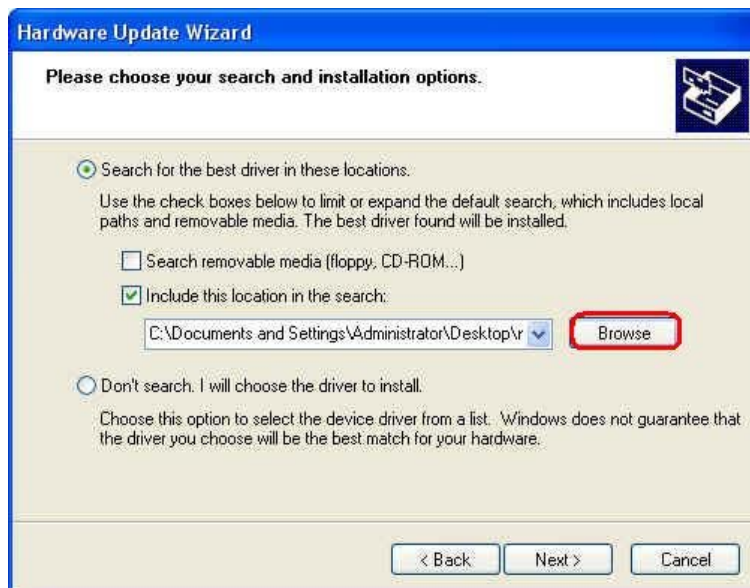 Hardware Update Wizard
Please choose your search and installation options.
Search for the best driver in these locations.
Use the check boxes below to limit or expand the default search, which includes local
paths and removable media. The best driver found will be installed.
Search removable media (floppy, CD-ROM...)
Include this location in the search:
C:\Documents and Settings\Administrator\Desktop\r
Browse
Don't search. I will choose the driver to install.
Choose this option to select the device driver from a list. Windows does not guarantee that
the driver you choose will be the best match for your hardware.
< Back
Next >
Cancel